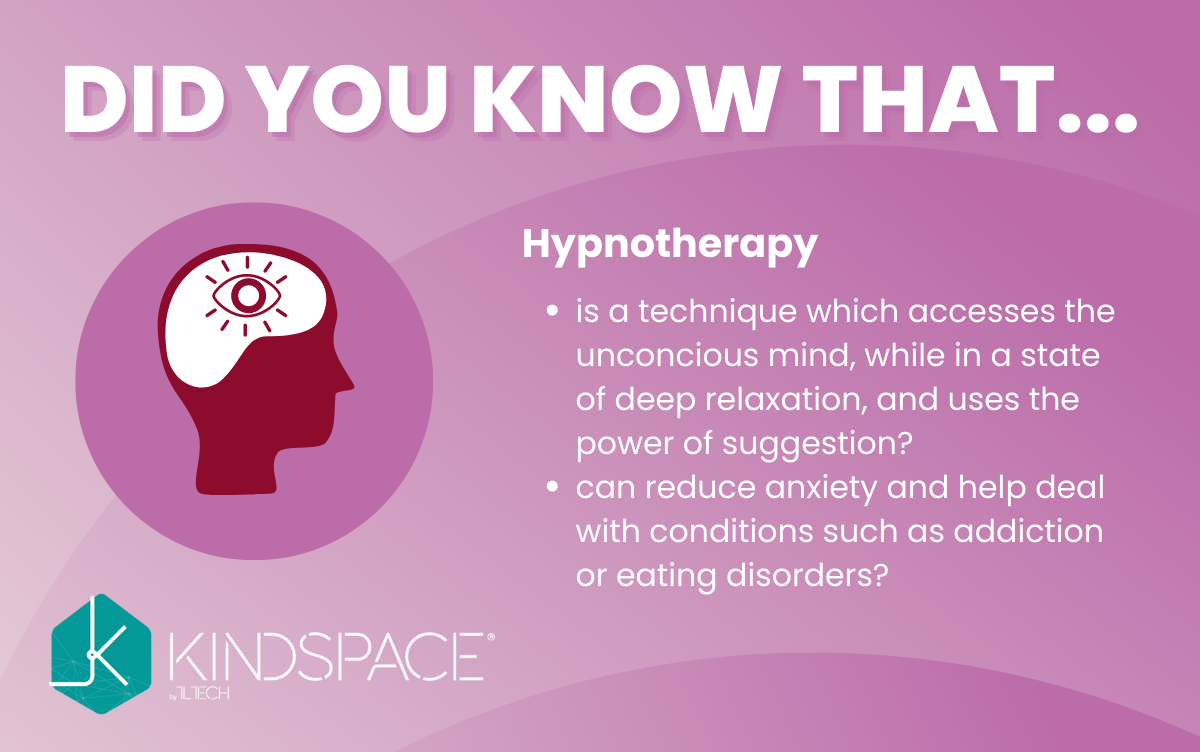 DID YOU KNOW THAT...
Hypnotherapy
• is a technique which accesses the
unconcious mind, while in a state
of deep relaxation, and uses the
power of suggestion?
• can reduce anxiety and help deal
with conditions such as addiction
or eating disorders?
KINDSPACE®
by TLTECH